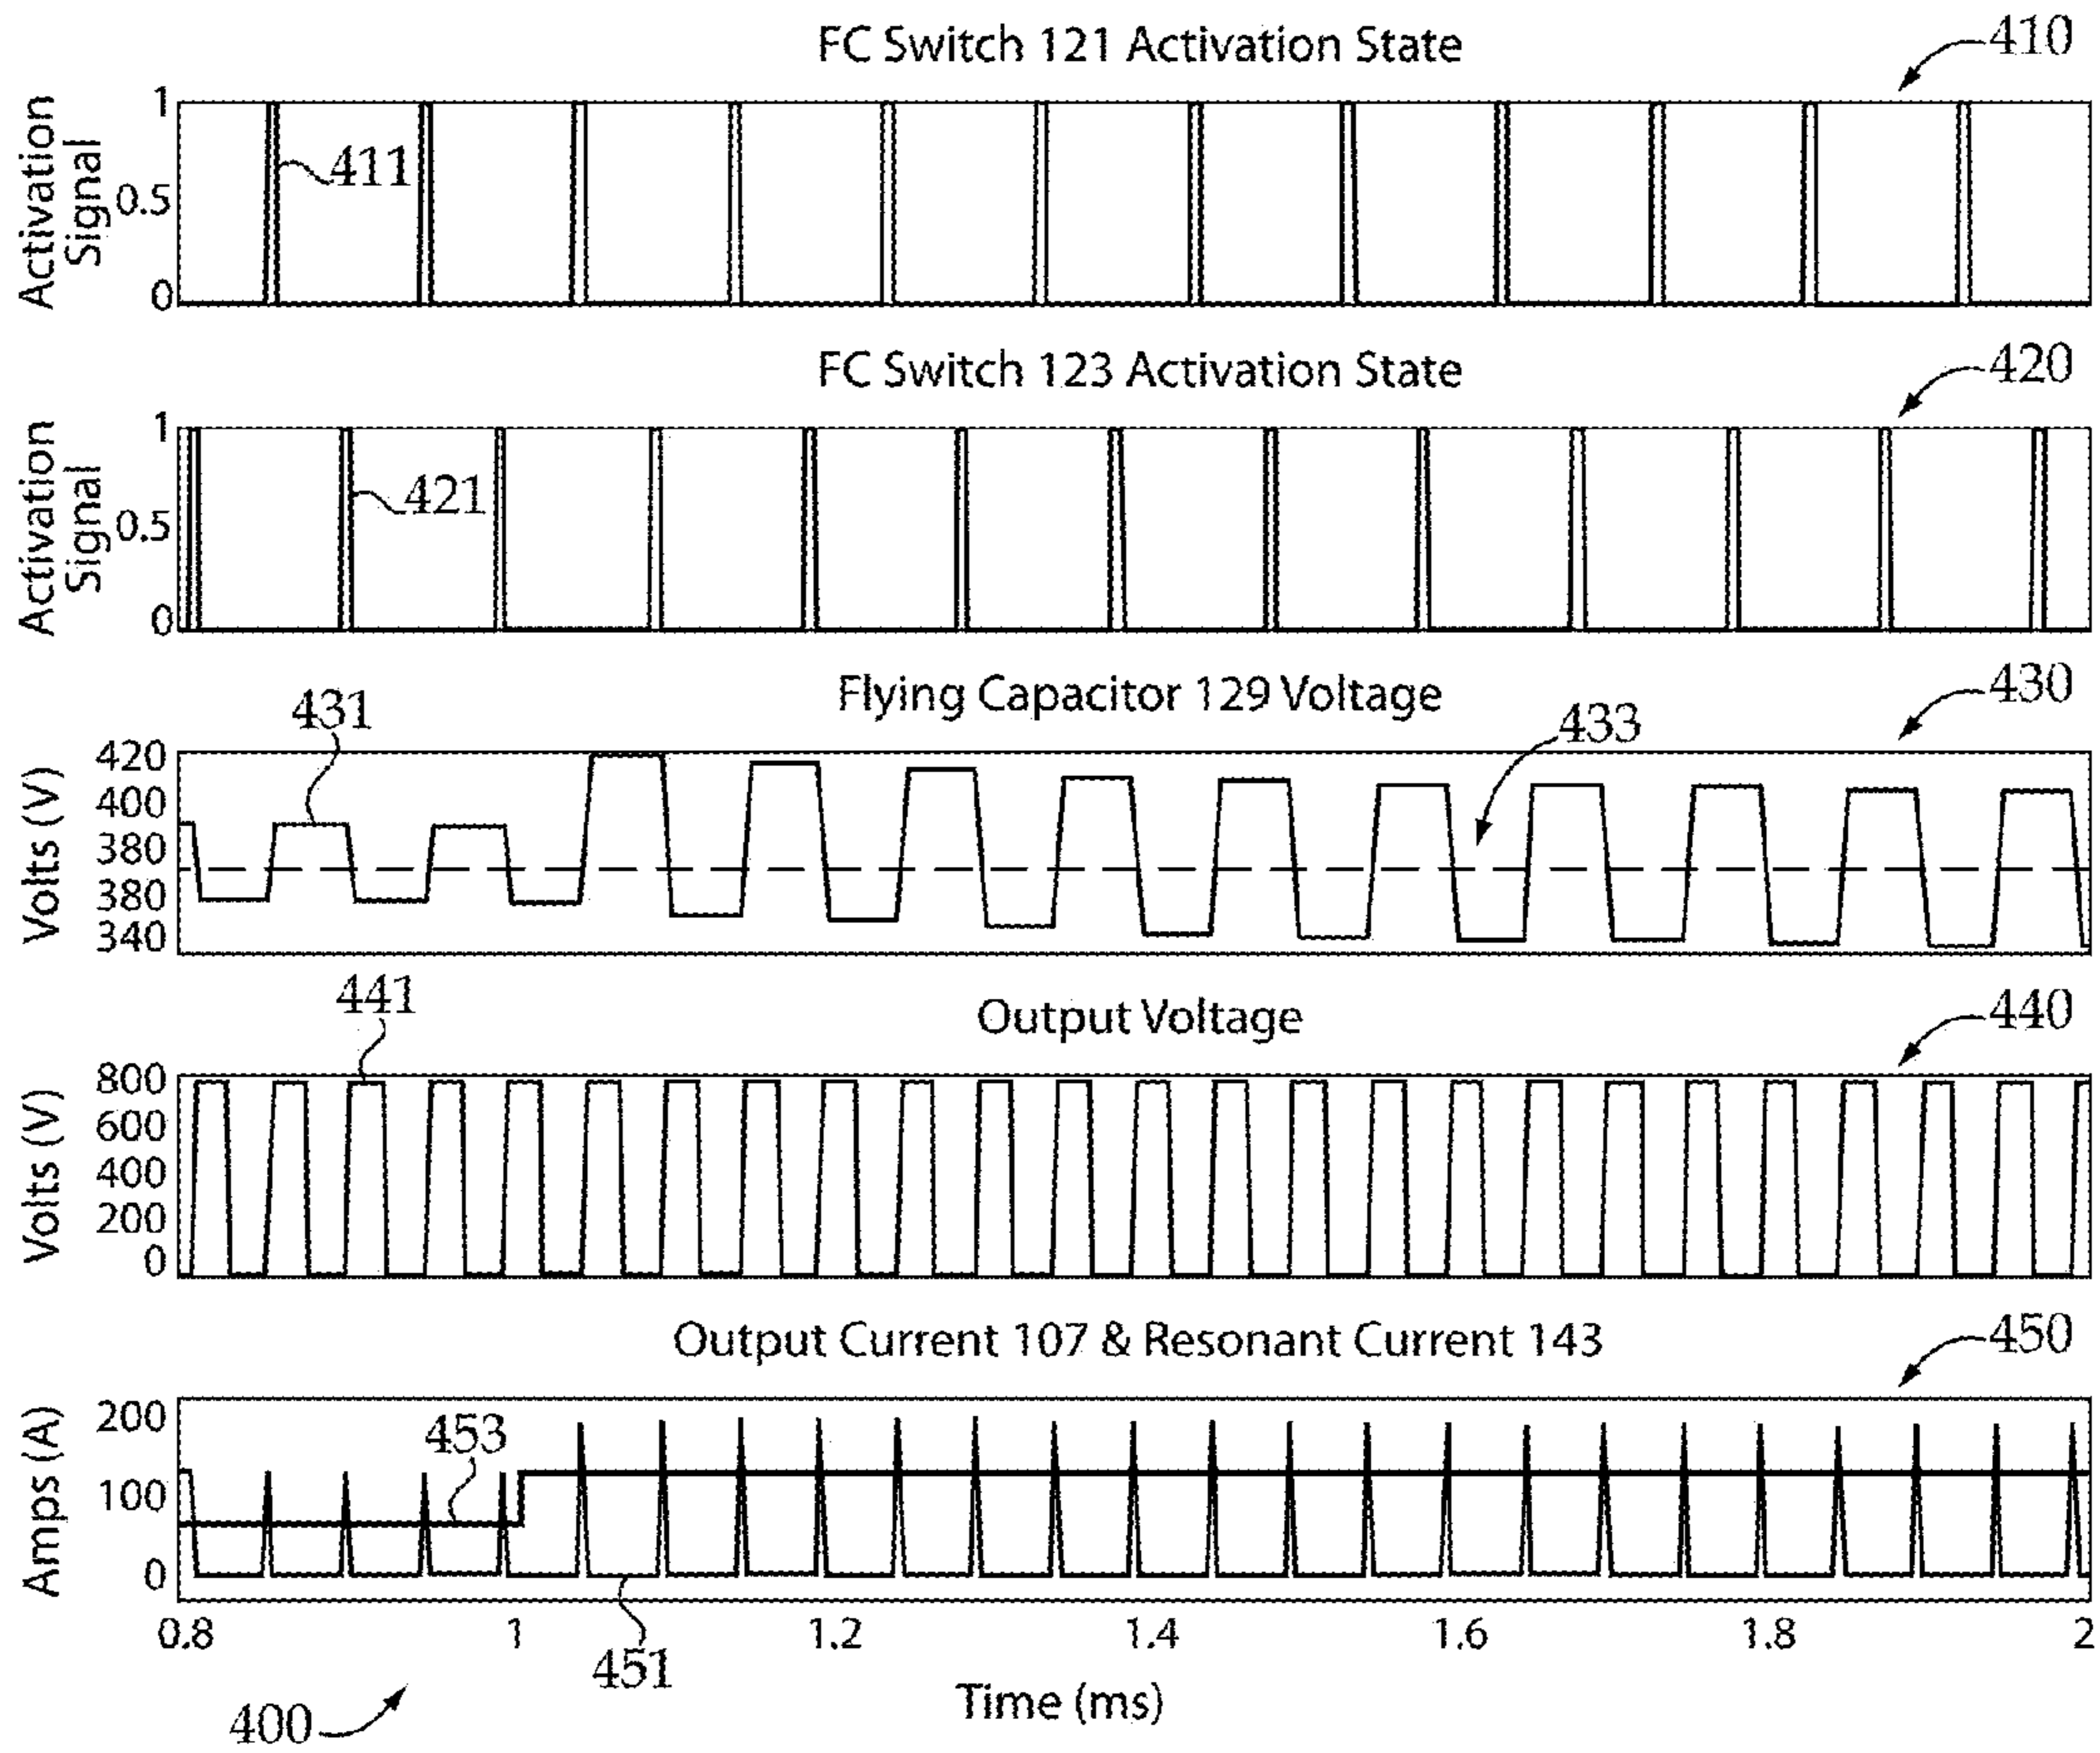 FC Switch 121 Activation State
410
Activation
Signal
1
0.5
0
411
FC Switch 123 Activation State
420
Activation
Signal
1
0.5
0
421
Flying Capacitor 129 Voltage
430
431
433
Volts (V)
420
400
380
380
340
441
Output Voltage
440
Volts (V)
800
600
400
200
0
Output Current 107 & Resonant Current 143
450
Amps (A)
200
100
0
453
451
0.8 1 1.2 1.4 1.6 1.8 2
Time (ms)
400